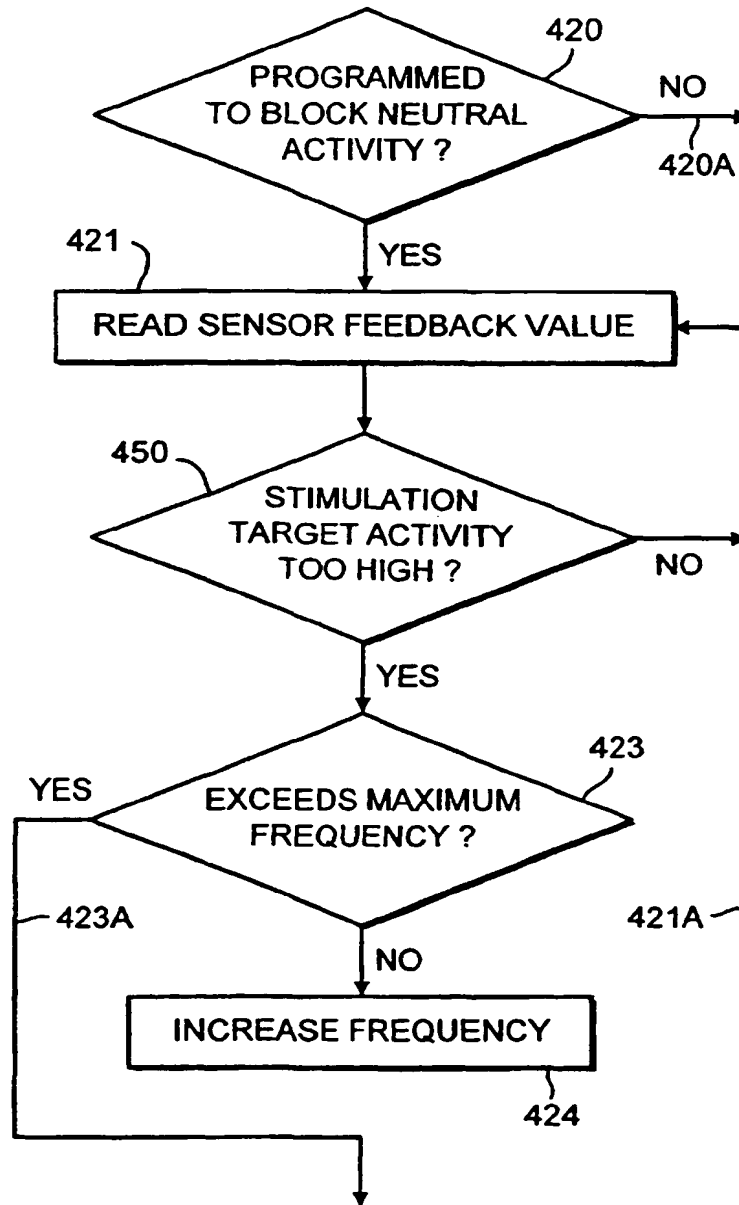 420
PROGRAMMED
TO BLOCK NEUTRAL
ACTIVITY ?
NO
420A
YES
421
READ SENSOR FEEDBACK VALUE
450
STIMULATION
TARGET ACTIVITY
TOO HIGH ?
NO
YES
423
YES
EXCEEDS MAXIMUM
FREQUENCY ?
423A
421A
NO
INCREASE FREQUENCY
424